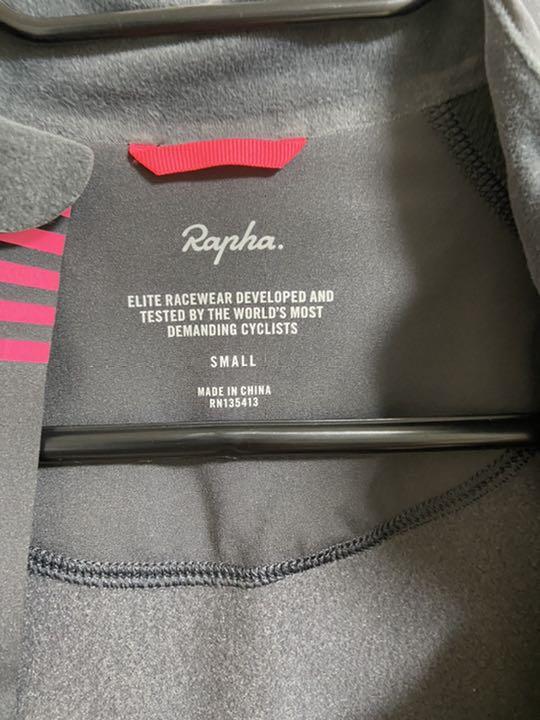 Rapha.
ELITE RACEWEAR DEVELOPED AND
TESTED BY THE WORLD'S MOST
DEMANDING CYCLISTS
SMALL
MADE IN CHINA
RN135413